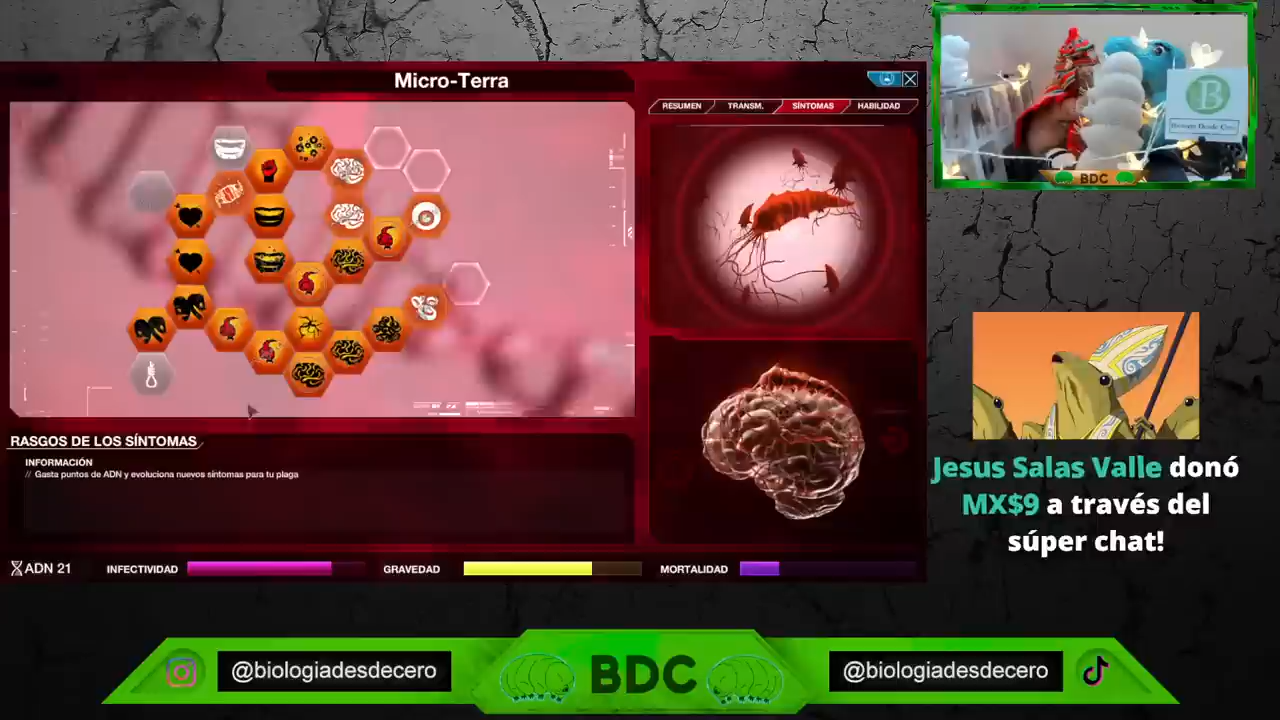 Micro-Terra
RESUMEN
TRANSM.
SÍNTOMAS
HABILIDAD
B
BDC
RASGOS DE LOS SÍNTOMAS
INFORMACIÓN
// Gasta puntos de ADN y evoluciona nuevos síntomas para tu plaga
Jesus Salas Valle donó
MX$9 a través del
súper chat!
ADN 21
INFECTIVIDAD
GRAVEDAD
MORTALIDAD
@biologiadesdecero
BDC
@biologiadesdecero